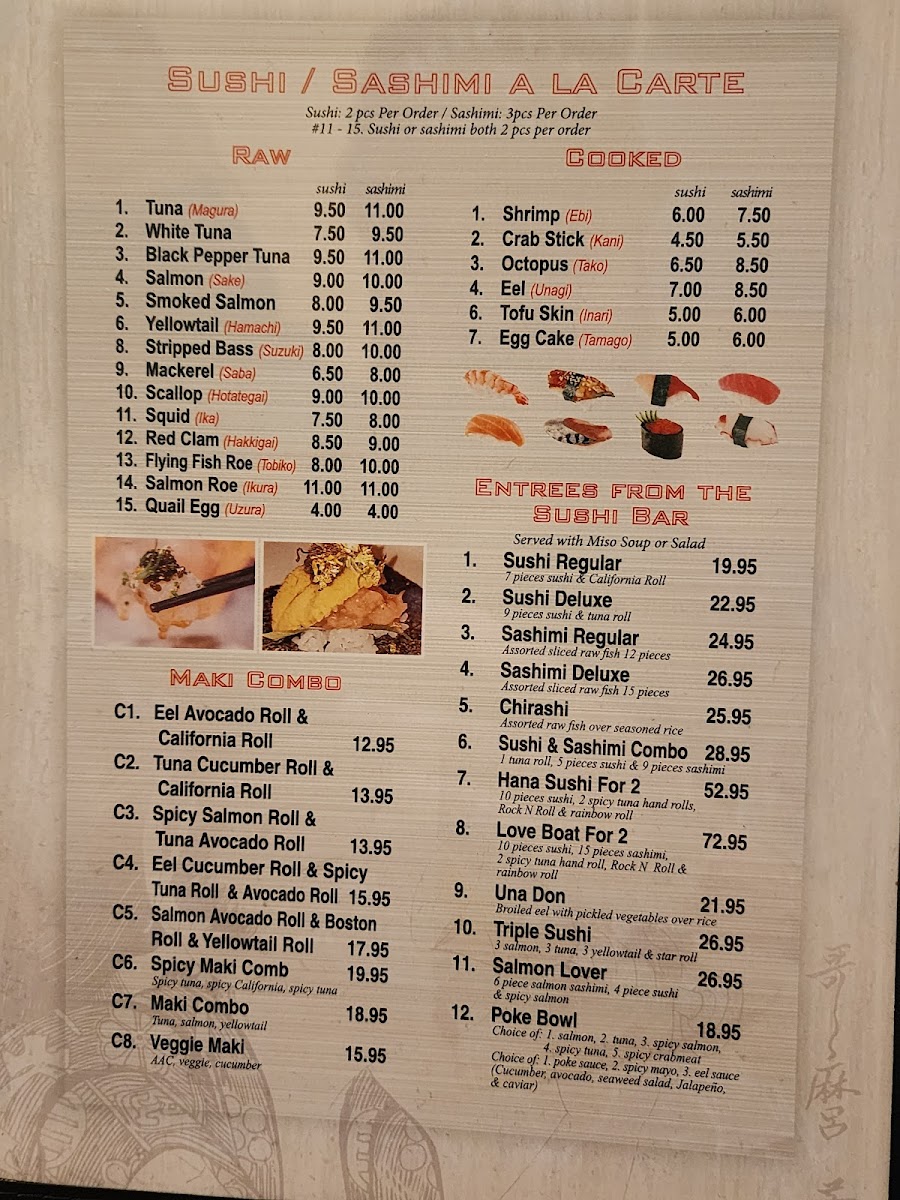 SUSHI / SASHIMI A LA CARTE
Sushi: 2 pcs Per Order / Sashimi: 3pcs Per Order
#11 - 15. Sushi or sashimi both 2 pcs per order
RAW
sushi sashimi
1. Tuna (Magura) 9.50 11.00
2. White Tuna 7.50 9.50
3. Black Pepper Tuna 9.50 11.00
4. Salmon (Sake) 9.00 10.00
5. Smoked Salmon 8.00 9.50
6. Yellowtail (Hamachi) 9.50 11.00
8. Stripped Bass (Suzuki) 8.00 10.00
9. Mackerel (Saba) 6.50 8.00
10. Scallop (Hotategai) 9.00 10.00
11. Squid (Ika) 7.50 8.00
12. Red Clam (Hakkigai) 8.50 9.00
13. Flying Fish Roe (Tobiko) 8.00 10.00
14. Salmon Roe (Ikura) 11.00 11.00
15. Quail Egg (Uzura) 4.00 4.00
MAKI COMBO
C1. Eel Avocado Roll &
California Roll 12.95
C2. Tuna Cucumber Roll &
California Roll 13.95
C3. Spicy Salmon Roll &
Tuna Avocado Roll 13.95
C4. Eel Cucumber Roll & Spicy
Tuna Roll & Avocado Roll 15.95
C5. Salmon Avocado Roll & Boston
Roll & Yellowtail Roll 17.95
C6. Spicy Maki Comb 19.95
Spicy tuna, spicy California, spicy tuna
C7. Maki Combo 18.95
Tuna, salmon, yellowtail
C8. Veggie Maki 15.95
AAC, veggie, cucumber
COOKED
sushi sashimi
1. Shrimp (Ebi) 6.00 7.50
2. Crab Stick (Kani) 4.50 5.50
3. Octopus (Tako) 6.50 8.50
4. Eel (Unagi) 7.00 8.50
6. Tofu Skin (Inari) 5.00 6.00
7. Egg Cake (Tamago) 5.00 6.00
ENTREES FROM THE
SUSHI BAR
Served with Miso Soup or Salad
1. Sushi Regular 19.95
7 pieces sushi & California Roll
2. Sushi Deluxe 22.95
9 pieces sushi & tuna roll
3. Sashimi Regular 24.95
Assorted sliced raw fish 12 pieces
4. Sashimi Deluxe 26.95
Assorted sliced raw fish 15 pieces
5. Chirashi 25.95
Assorted raw fish over seasoned rice
6. Sushi & Sashimi Combo 28.95
1 tuna roll, 5 pieces sushi & 9 pieces sashimi
7. Hana Sushi For 2 52.95
10 pieces sushi, 2 spicy tuna hand rolls,
Rock N Roll & rainbow roll
8. Love Boat For 2 72.95
10 pieces sushi, 15 pieces sashimi,
2 spicy tuna hand roll, Rock N Roll &
rainbow roll
9. Una Don 21.95
Broiled eel with pickled vegetables over rice
10. Triple Sushi 26.95
3 salmon, 3 tuna, 3 yellowtail & star roll
11. Salmon Lover 26.95
6 piece salmon sashimi, 4 piece sushi
& spicy salmon
12. Poke Bowl 18.95
Choice of: 1. salmon, 2. tuna, 3. spicy salmon,
4. spicy tuna, 5. spicy crabmeat
Choice of: 1. poke sauce, 2. spicy mayo, 3. eel sauce
(Cucumber, avocado, seaweed salad, Jalapeño,
& caviar)